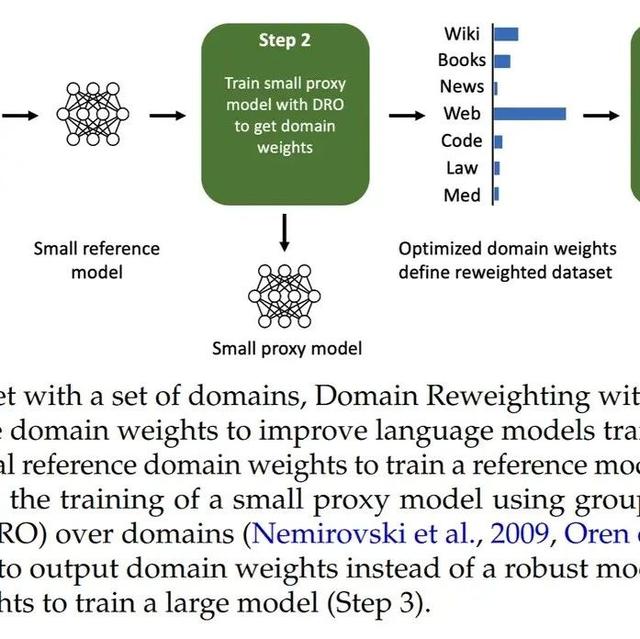 Step 2
Train small proxy
model with DRO
to get domain
weights
Wiki
Books
News
Web
Code
Law
Med
Small reference
model
Optimized domain weights
define reweighted dataset
Small proxy model
et with a set of domains, Domain Reweighting wit
e domain weights to improve language models trai
al reference domain weights to train a reference mod
the training of a small proxy model using group
RO) over domains (Nemirovski et al., 2009, Oren e
to output domain weights instead of a robust mo
hts to train a large model (Step 3).